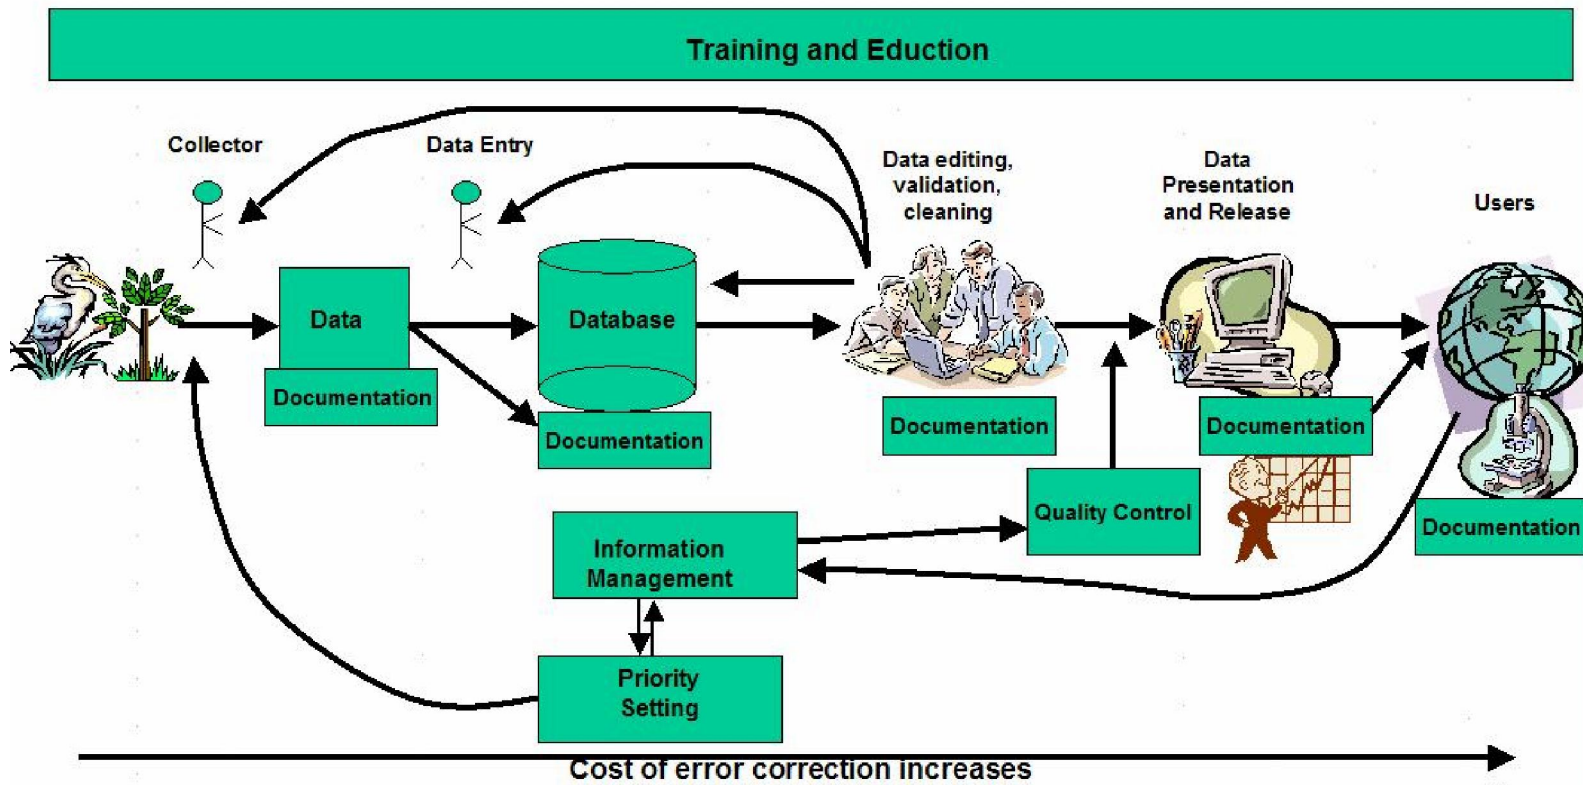 Training and Eduction
Collector
Data Entry
Data editing,
validation,
cleaning
Data
Presentation
and Release
Users
Data
Database
Documentation
Documentation
Documentation
Documentation
Quality Control
Documentation
Information
Management
Priority
Setting
Cost of error correction increases